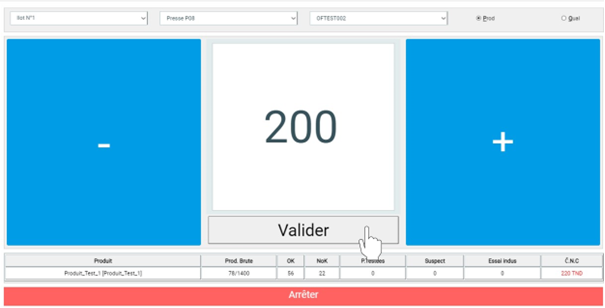 Ilot N°1 Presse P08 OFTEST002 Prod Qual
- 200 +
Valider
Produit Prod. Brute OK NoK Suspect Essai Indus C.N.C
Produit_Test_1 [Produit_Test_1] 78/1400 56 22 0 0 0 220 TND
Arrêter